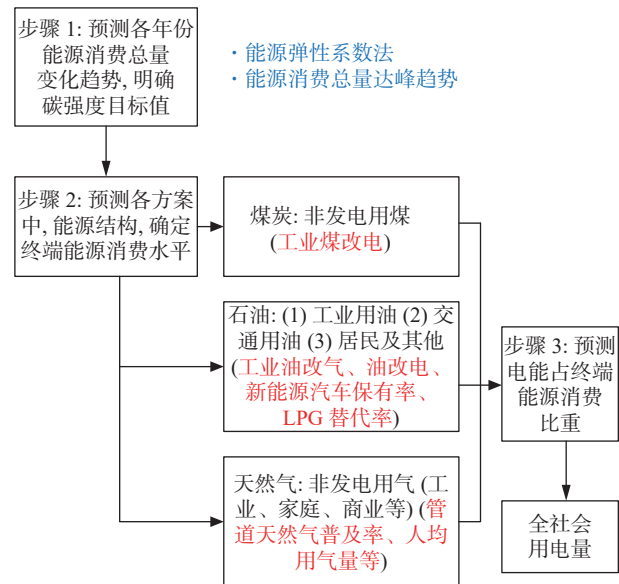 步骤 1: 预测各年份
能源消费总量
变化趋势, 明确
碳强度目标值
· 能源弹性系数法
· 能源消费总量达峰趋势
步骤 2: 预测各方案
中, 能源结构, 确定
终端能源消费水平
煤炭: 非发电用煤
(工业煤改电)
石油: (1) 工业用油 (2) 交
通用油 (3) 居民及其他
(工业油改气、油改电、
新能源汽车保有率、
LPG 替代率)
天然气: 非发电用气 (工
业、家庭、商业等) (管
道天然气普及率、人均
用气量等)
步骤 3: 预测
电能占终端
能源消费
比重
全社会
用电量